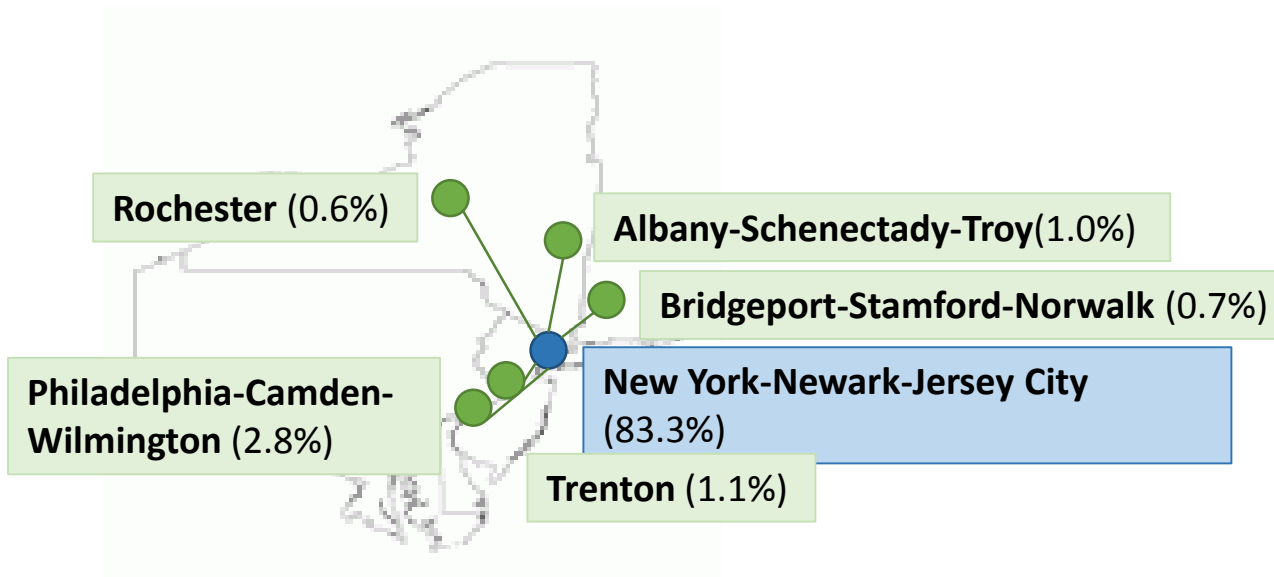 Rochester (0.6%)
Albany-Schenectady-Troy(1.0%)
Bridgeport-Stamford-Norwalk (0.7%)
New York-Newark-Jersey City
(83.3%)
Philadelphia-Camden-
Wilmington (2.8%)
Trenton (1.1%)